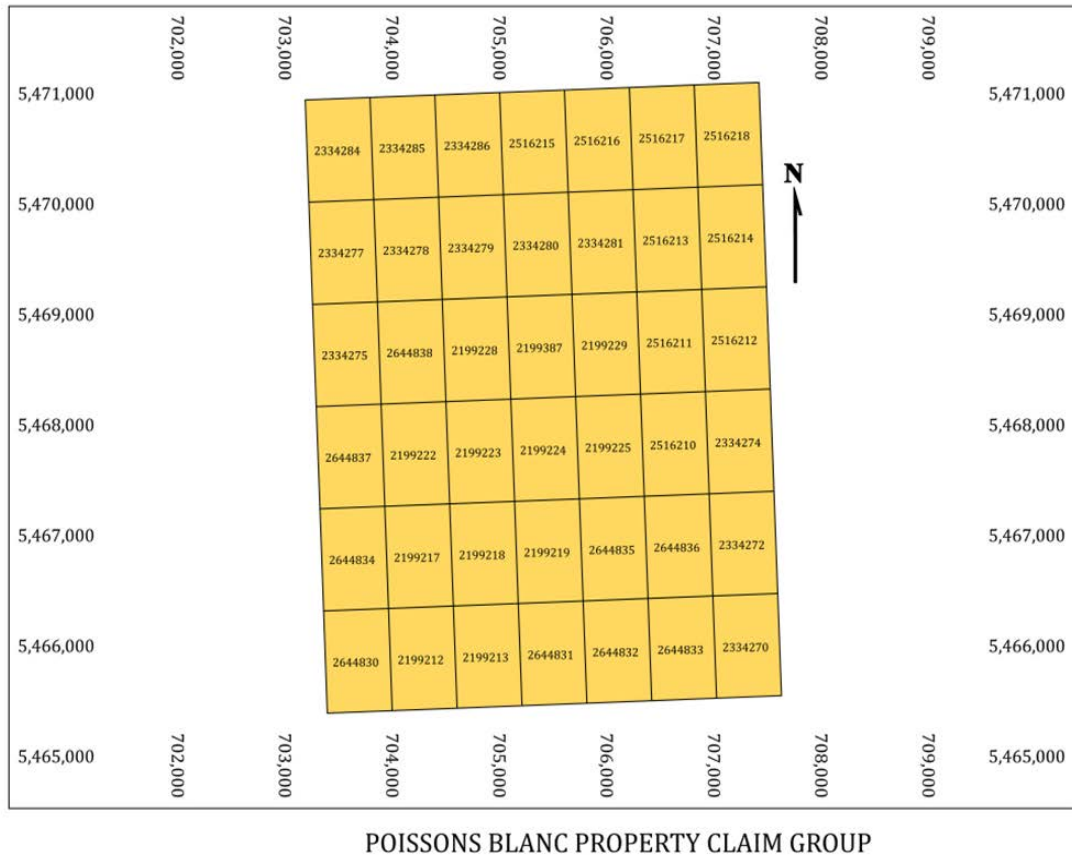 702,000 703,000 704,000 705,000 706,000 707,000 708,000 709,000
5,471,000 5,471,000
2334284 2334285 2334286 2516215 2516216 2516217 2516218
N
5,470,000 5,470,000
2334277 2334278 2334279 2334280 2334281 2516213 2516214
5,469,000 5,469,000
2334275 2644838 2199228 2199387 2199229 2516211 2516212
5,468,000 5,468,000
2644837 2199222 2199223 2199224 2199225 2516210 2334274
5,467,000 5,467,000
2644834 2199217 2199218 2199219 2644835 2644836 2334272
5,466,000 5,466,000
2644830 2199212 2199213 2644831 2644832 2644833 2334270
5,465,000 5,465,000
702,000 703,000 704,000 705,000 706,000 707,000 708,000 709,000
POISSONS BLANC PROPERTY CLAIM GROUP